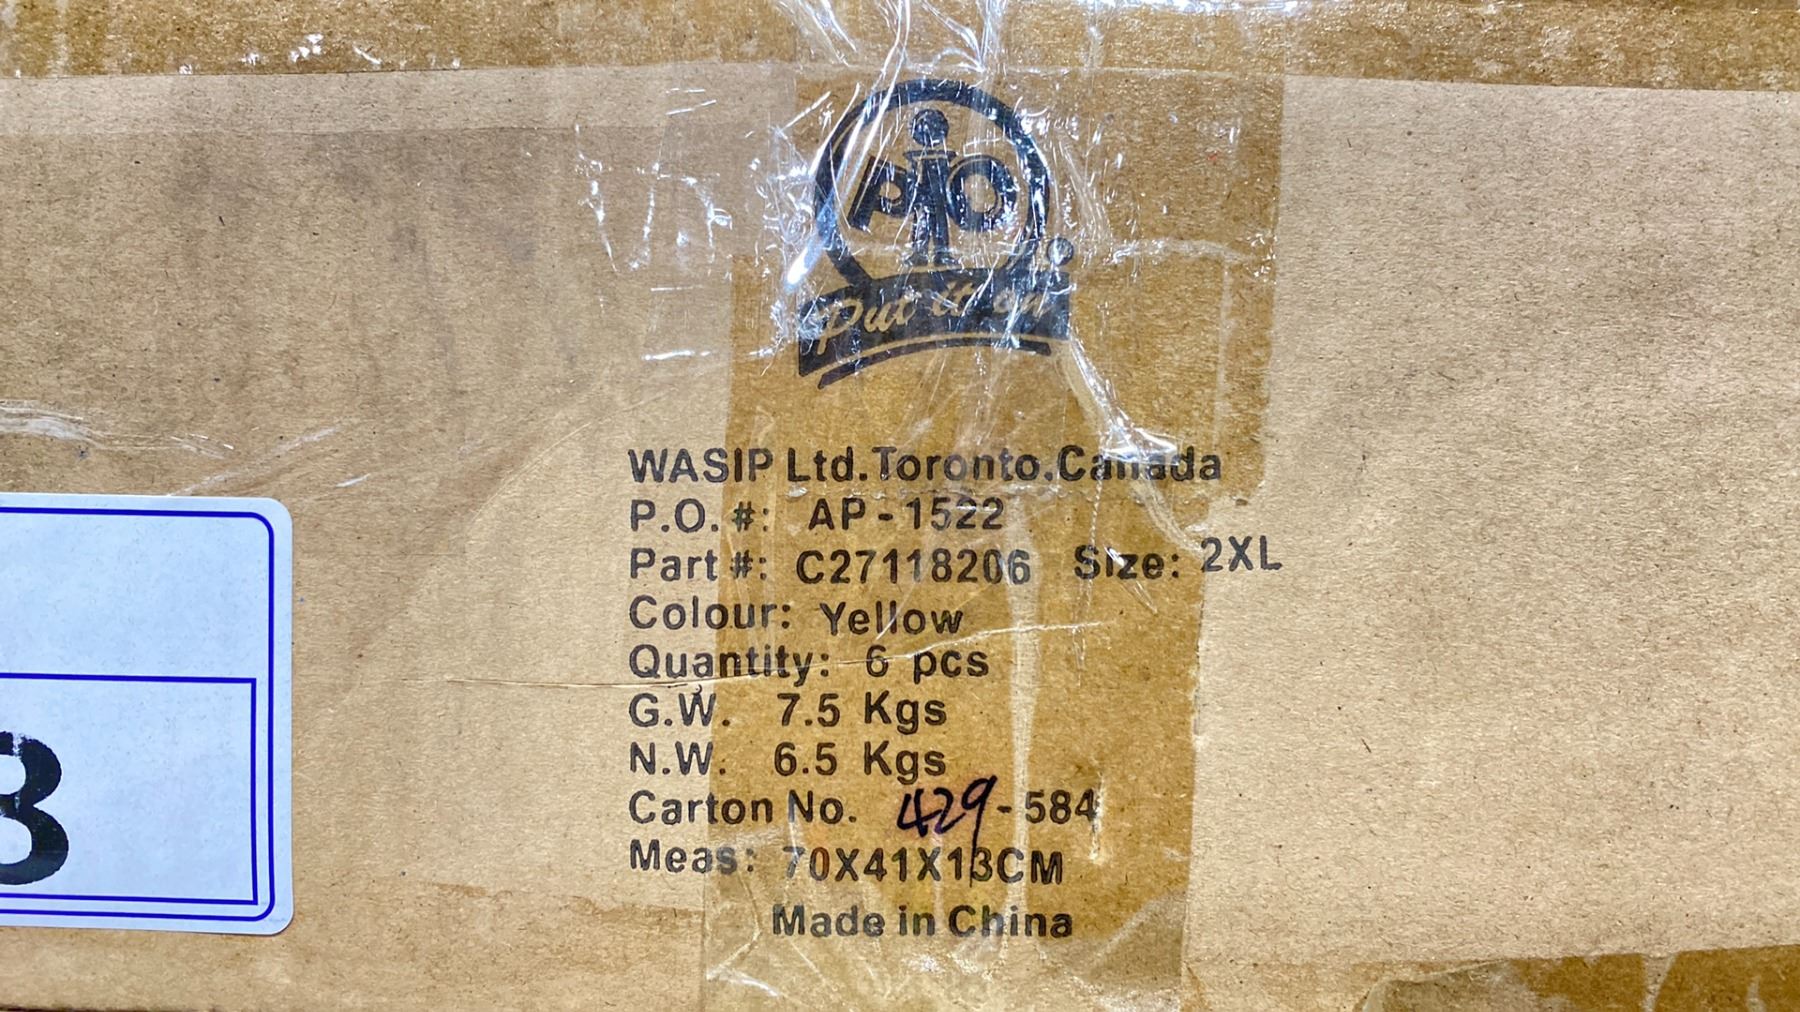 PiO
Put it on
WASIP Ltd.Toronto.Canada
P.O.#: AP-1522
Part#: C27118206 Size: 2XL
Colour: Yellow
Quantity: 6 pcs
G.W. 7.5 Kgs
N.W. 6.5 Kgs
Carton No. 429-584
Meas: 70X41X13CM
Made in China
8